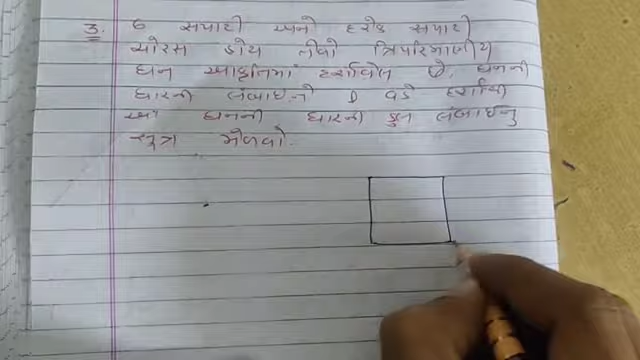 3. 6 સપાટી અને દરેક સપાટી
ચોરસ હોય તેવી ત્રિપરિમાણીય
ઘન આકૃતિમાં દર્શાવેલ છે. ઘનની
ધારની લંબાઈને l વડે દર્શાવી
આ ઘનની ધારની કુલ લંબાઈનુ
સૂત્ર મેળવો.